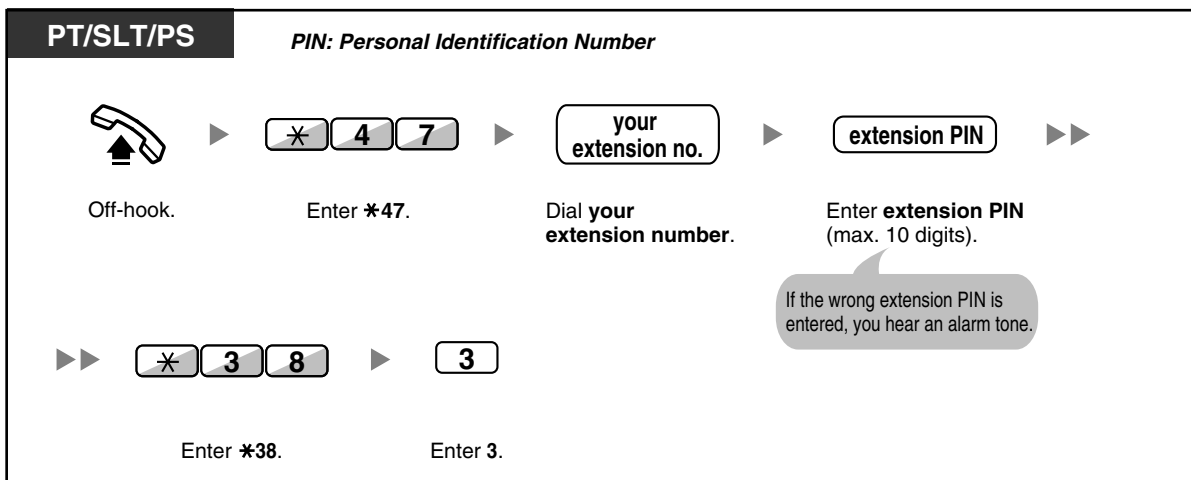 PT/SLT/PS
PIN: Personal Identification Number
✱ 4 7
your
extension no.
extension PIN
Off-hook.
Enter ✱47.
Dial your
extension number.
Enter extension PIN
(max. 10 digits).
If the wrong extension PIN is
entered, you hear an alarm tone.
✱ 3 8
3
Enter ✱38.
Enter 3.